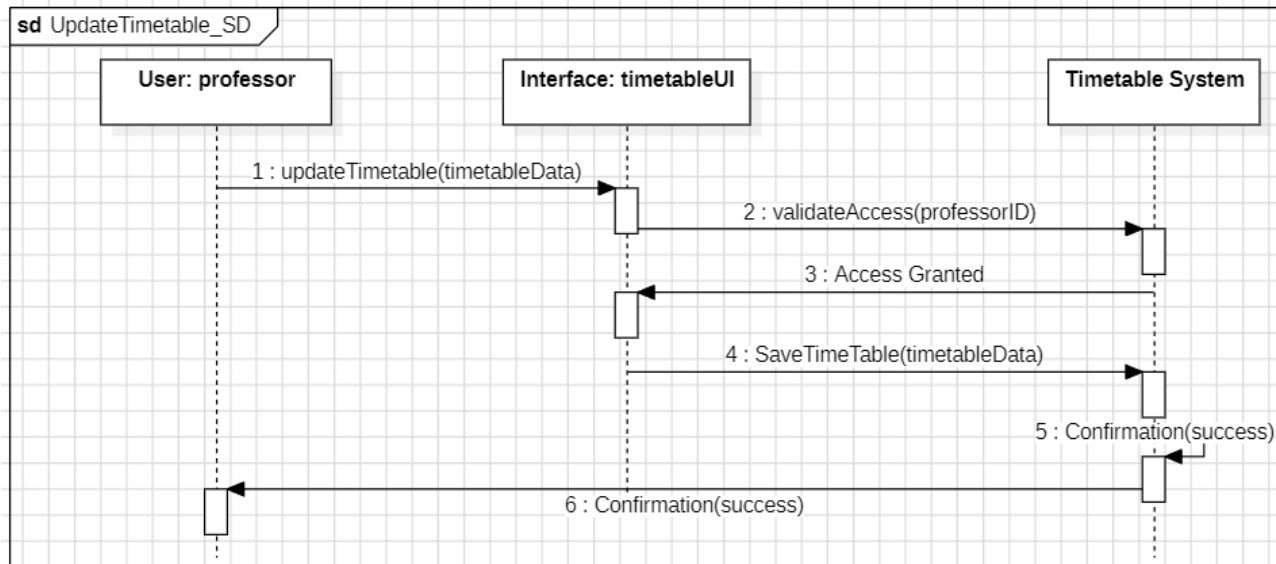 sd UpdateTimetable_SD
User: professor
Interface: timetableUI
Timetable System
1 : updateTimetable(timetableData)
2 : validateAccess(professorID)
3 : Access Granted
4 : SaveTimeTable(timetableData)
5 : Confirmation(success)
6 : Confirmation(success)